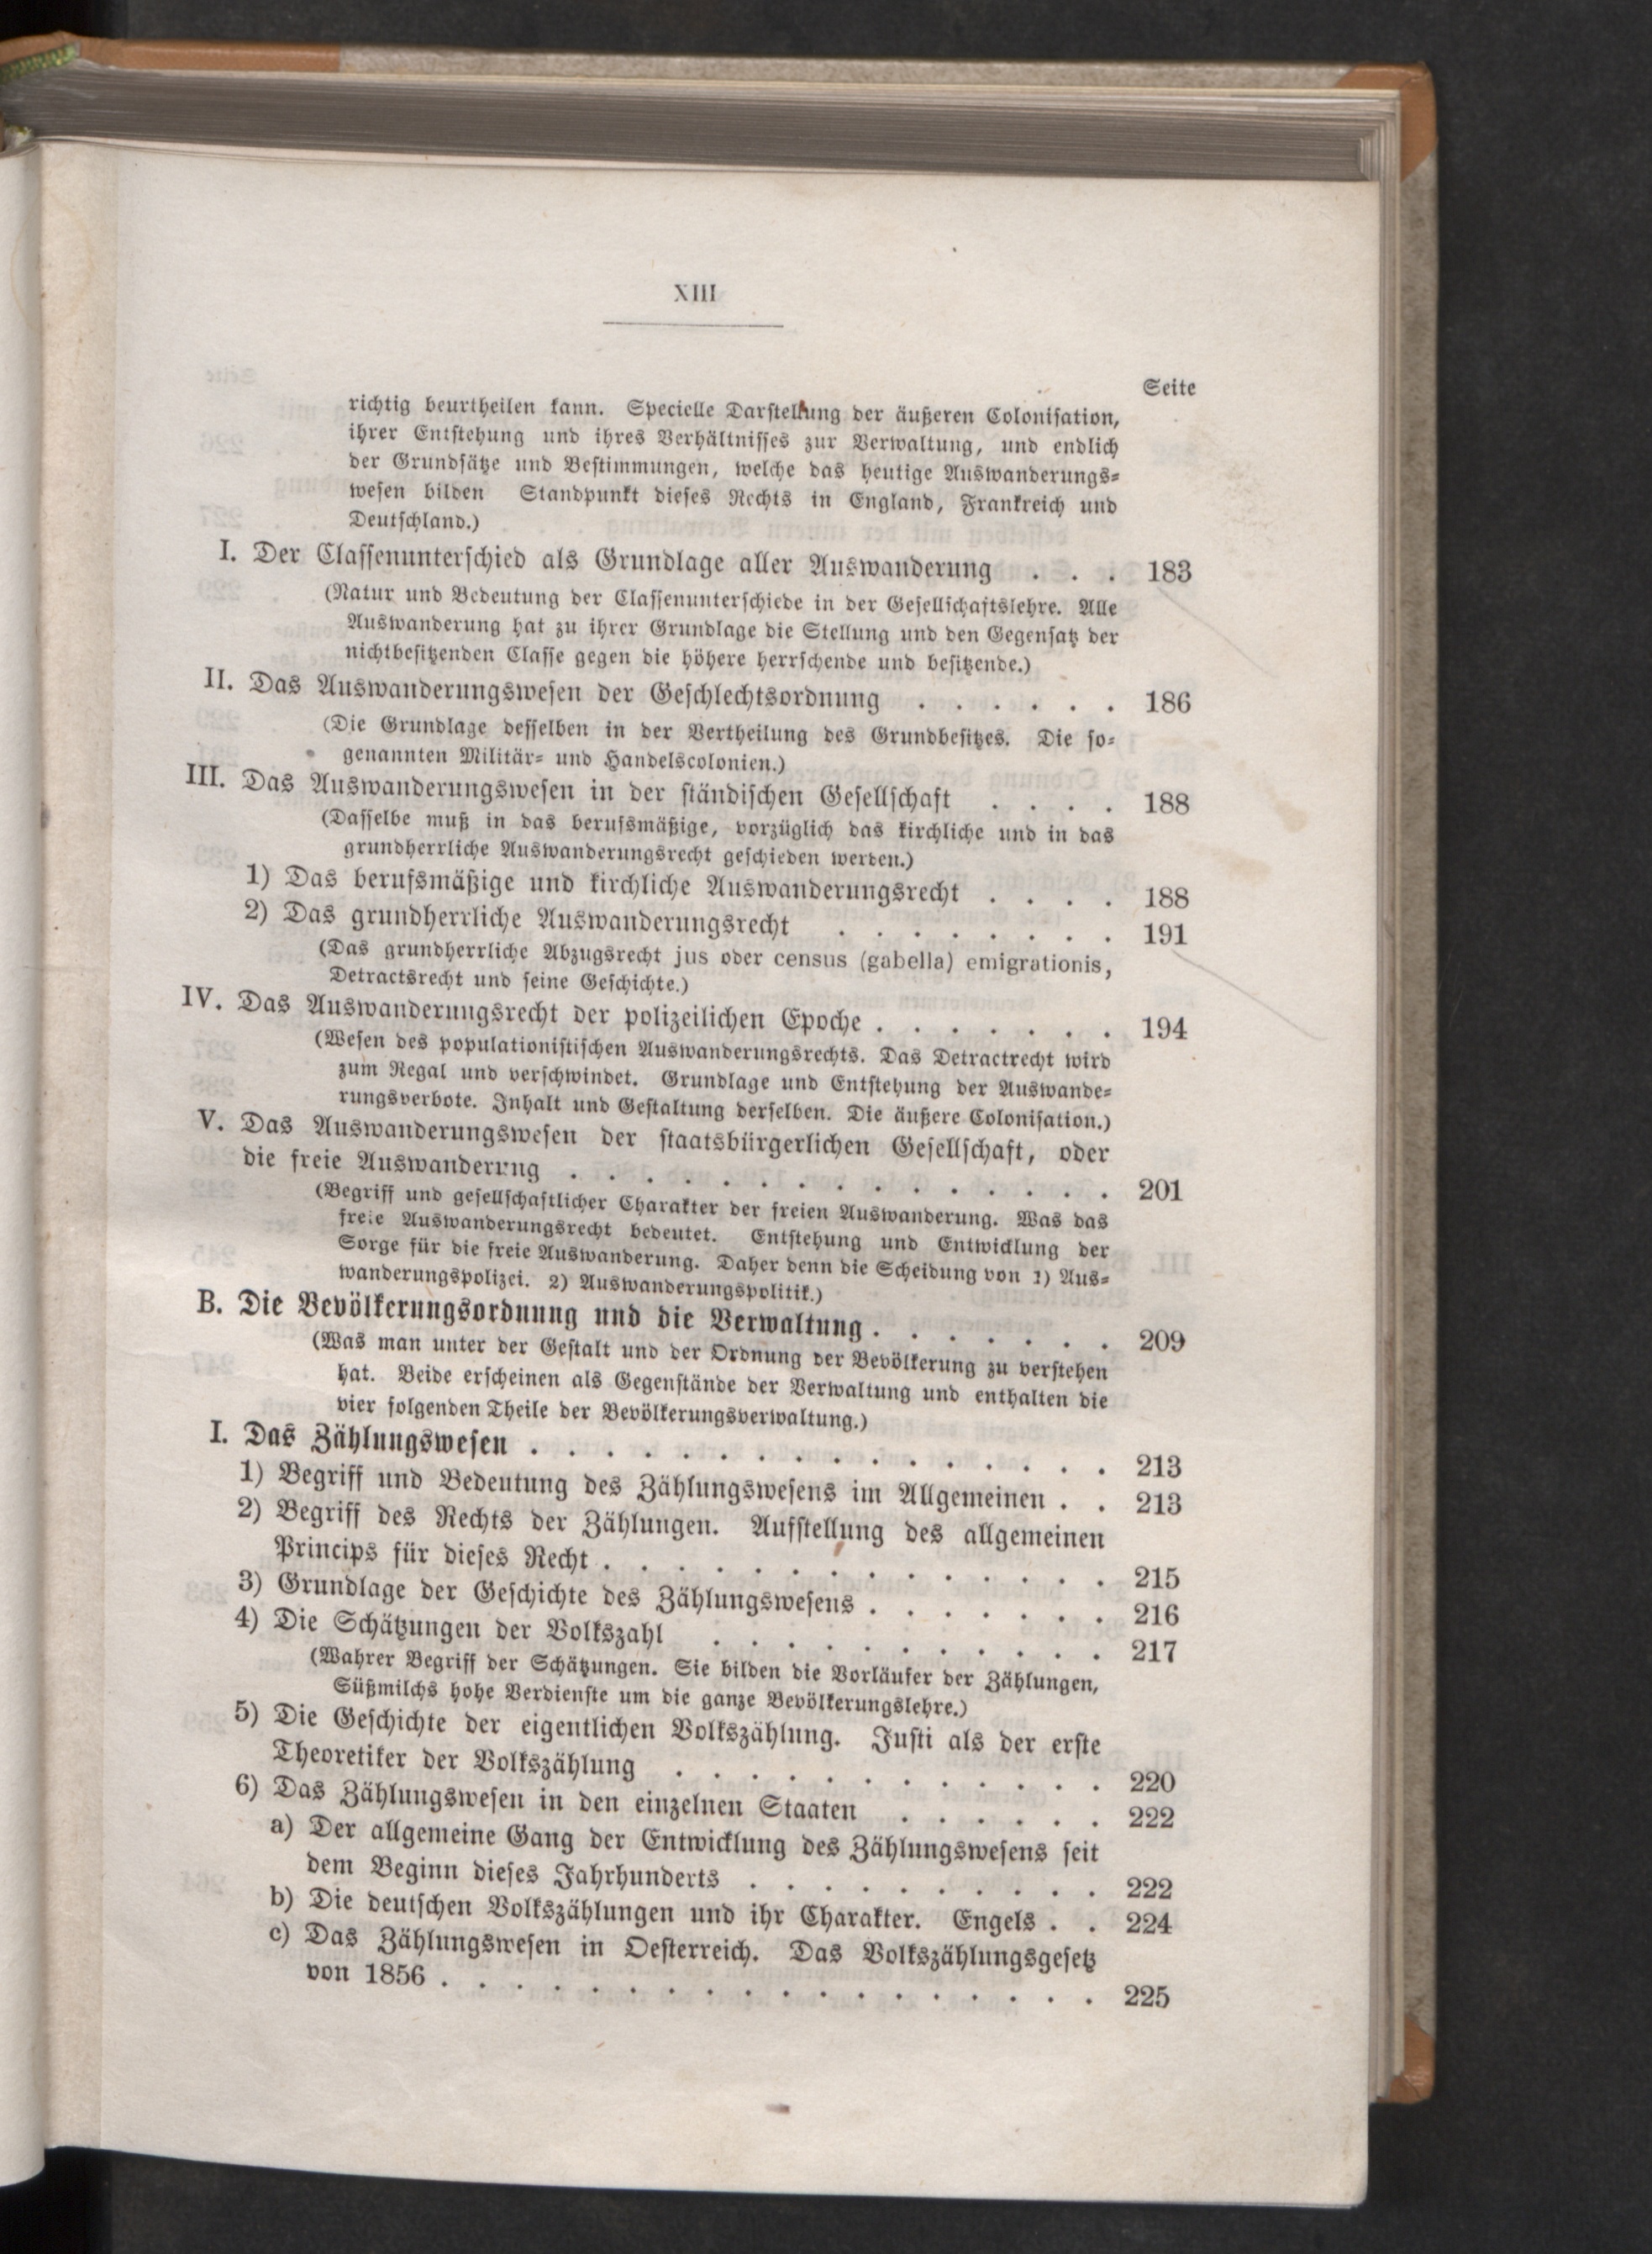 XIII
Seite
richtig beurtheilen kann. Specielle Darstellung der äußeren Colonisation,
ihrer Entstehung und ihres Verhältnisses zur Verwaltung, und endlich
der Grundsätze und Bestimmungen, welche das heutige Auswanderungs-
wesen bilden Standpunkt dieses Rechts in England, Frankreich und
Deutschland.)
I. Der Classenunterschied als Grundlage aller Auswanderung . . . 183
(Natur und Bedeutung der Classenunterschiede in der Gesellschaftslehre. Alle
Auswanderung hat zu ihrer Grundlage die Stellung und den Gegensatz der
nichtbesitzenden Classe gegen die höhere herrschende und besitzende.)
II. Das Auswanderungswesen der Geschlechtsordnung . . . . . . 186
(Die Grundlage desselben in der Vertheilung des Grundbesitzes. Die so-
genannten Militär- und Handelscolonien.)
III. Das Auswanderungswesen in der ständischen Gesellschaft . . . . 188
(Dasselbe muß in das berufsmäßige, vorzüglich das kirchliche und in das
grundherrliche Auswanderungsrecht geschieden werden.)
1) Das berufsmäßige und kirchliche Auswanderungsrecht . . . . 188
2) Das grundherrliche Auswanderungsrecht . . . . . . . . 191
(Das grundherrliche Abzugsrecht jus oder census (gabella) emigrationis,
Detractsrecht und seine Geschichte.)
IV. Das Auswanderungsrecht der polizeilichen Epoche . . . . . . . 194
(Wesen des populationistischen Auswanderungsrechts. Das Detractrecht wird
zum Regal und verschwindet. Grundlage und Entstehung der Auswande-
rungsverbote. Inhalt und Gestaltung derselben. Die äußere Colonisation.)
V. Das Auswanderungswesen der staatsbürgerlichen Gesellschaft, oder
die freie Auswanderung . . . . . . . . . . . . . . . 201
(Begriff und gesellschaftlicher Charakter der freien Auswanderung. Was das
freie Auswanderungsrecht bedeutet. Entstehung und Entwicklung der
Sorge für die freie Auswanderung. Daher denn die Scheidung von 1) Aus-
wanderungspolizei. 2) Auswanderungspolitik.)
B. Die Bevölkerungsordnung und die Verwaltung . . . . . . . 209
(Was man unter der Gestalt und der Ordnung der Bevölkerung zu verstehen
hat. Beide erscheinen als Gegenstände der Verwaltung und enthalten die
vier folgenden Theile der Bevölkerungsverwaltung.)
I. Das Zählungswesen . . . . . . . . . . . . . . . . 213
1) Begriff und Bedeutung des Zählungswesens im Allgemeinen . . 213
2) Begriff des Rechts der Zählungen. Aufstellung des allgemeinen
Princips für dieses Recht . . . . . . . . . . . . . . 215
3) Grundlage der Geschichte des Zählungswesens . . . . . . . 216
4) Die Schätzungen der Volkszahl . . . . . . . . . . . 217
(Wahrer Begriff der Schätzungen. Sie bilden die Vorläufer der Zählungen,
Süßmilchs hohe Verdienste um die ganze Bevölkerungslehre.)
5) Die Geschichte der eigentlichen Volkszählung. Justi als der erste
Theoretiker der Volkszählung . . . . . . . . . . . . 220
6) Das Zählungswesen in den einzelnen Staaten . . . . . . 222
a) Der allgemeine Gang der Entwicklung des Zählungswesens seit
dem Beginn dieses Jahrhunderts . . . . . . . . . . 222
b) Die deutschen Volkszählungen und ihr Charakter. Engels . . 224
c) Das Zählungswesen in Oesterreich. Das Volkszählungsgesetz
von 1856 . . . . . . . . . . . . . . . . . . 225